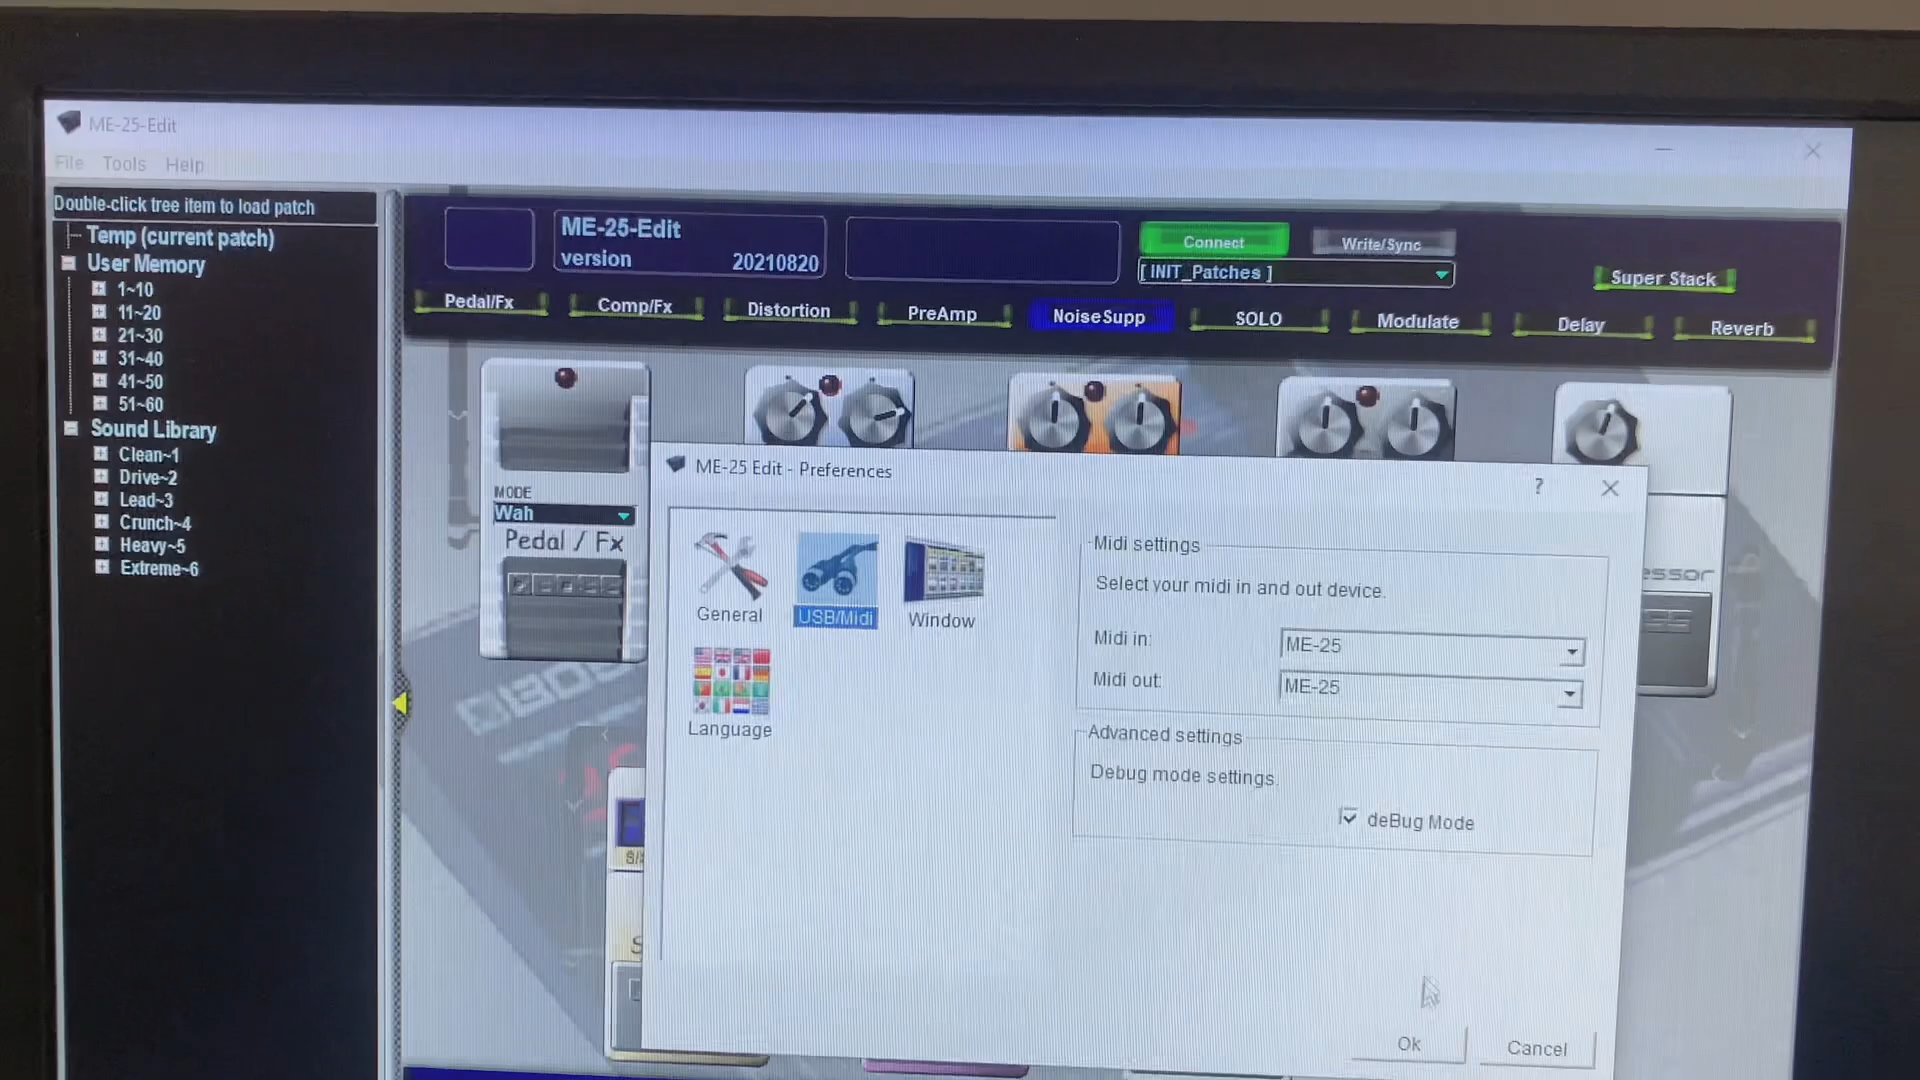 ME-25-Edit
File Tools Help
Double-click tree item to load patch
Temp (current patch)
User Memory
1~10
11~20
21~30
31~40
41~50
51~60
Sound Library
Clean~1
Drive~2
Lead~3
Crunch~4
Heavy~5
Extreme~6
ME-25-Edit
version 20210820
Connect
Write/Sync
[ INIT_Patches ]
Super Stack
Pedal/Fx
Comp/Fx
Distortion
PreAmp
NoiseSupp
SOLO
Modulate
Delay
Reverb
MODE
Wah
Pedal / Fx
BOSS
ME-25 Edit - Preferences
?
General
USB/Midi
Window
Language
Midi settings
Select your midi in and out device.
Midi in: ME-25
Midi out: ME-25
Advanced settings
Debug mode settings.
deBug Mode
Ok
Cancel
essor